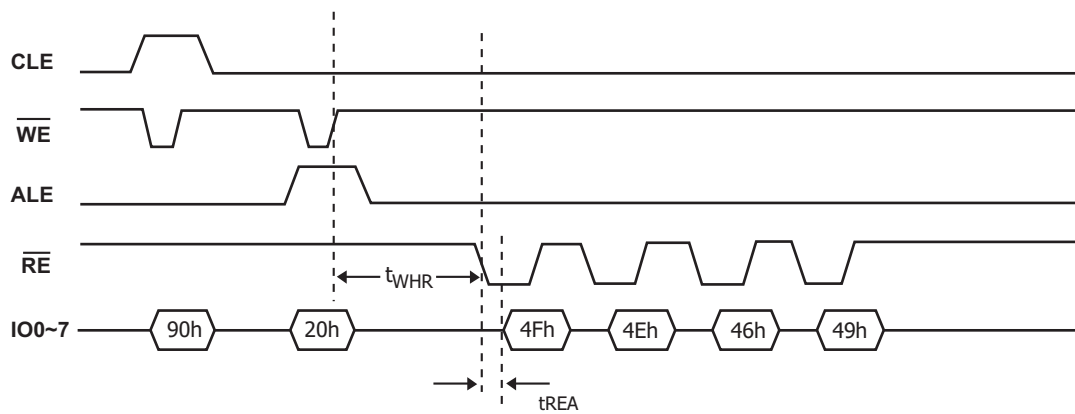 CLE
WE
ALE
RE
tWHR
IO0~7 90h 20h 4Fh 4Eh 46h 49h
tREA